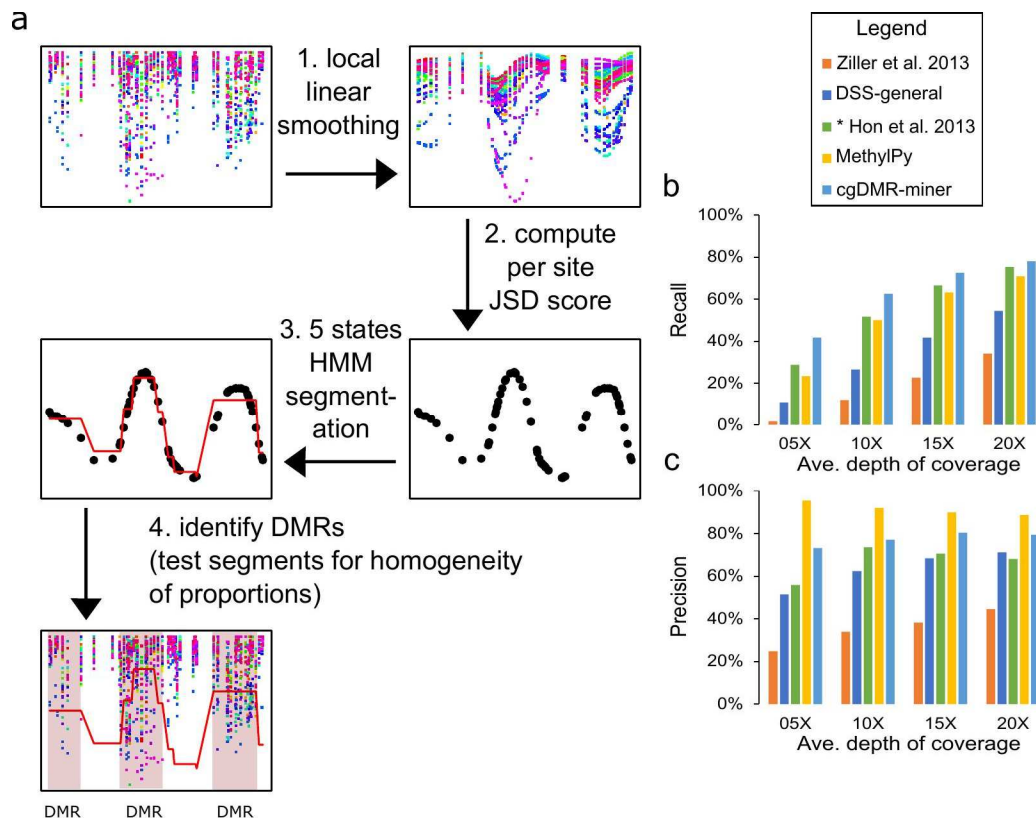 a
1. local
linear
smoothing
2. compute
per site
JSD score
3. 5 states
HMM
segment-
ation
4. identify DMRs
(test segments for homogeneity
of proportions)
DMR
DMR
DMR
Legend
Ziller et al. 2013
DSS-general
* Hon et al. 2013
MethylPy
cgDMR-miner
b
100%
80%
60%
40%
20%
0%
Recall
05X
10X
15X
20X
Ave. depth of coverage
c
100%
80%
60%
40%
20%
0%
Precision
05X
10X
15X
20X
Ave. depth of coverage